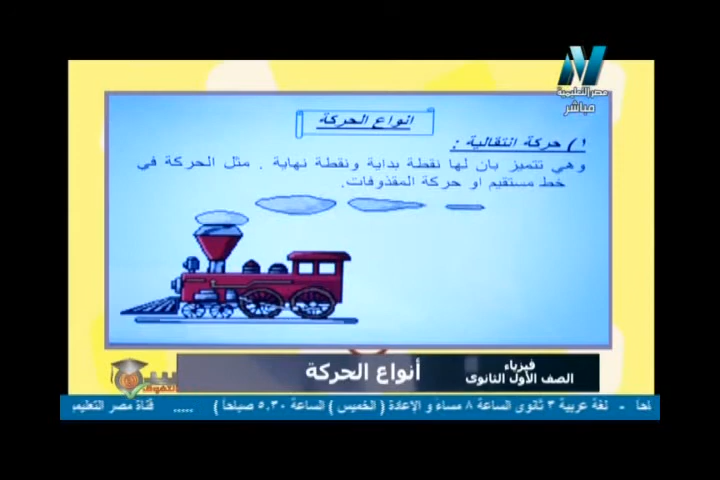 مصر التعليمية
مباشر
انواع الحركة
١) حركة انتقالية :
وهي تتميز بان لها نقطة بداية ونقطة نهاية . مثل الحركة في
خط مستقيم او حركة المقذوفات.
فيزياء
الصف الأول الثانوى
أنواع الحركة
لغة عربية ٣ ثانوى الساعة ٨ مساءً و الإعادة ( الخميس ) الساعة ٥,٣٠ صباحاً ) ..... قناة مصر التعليم